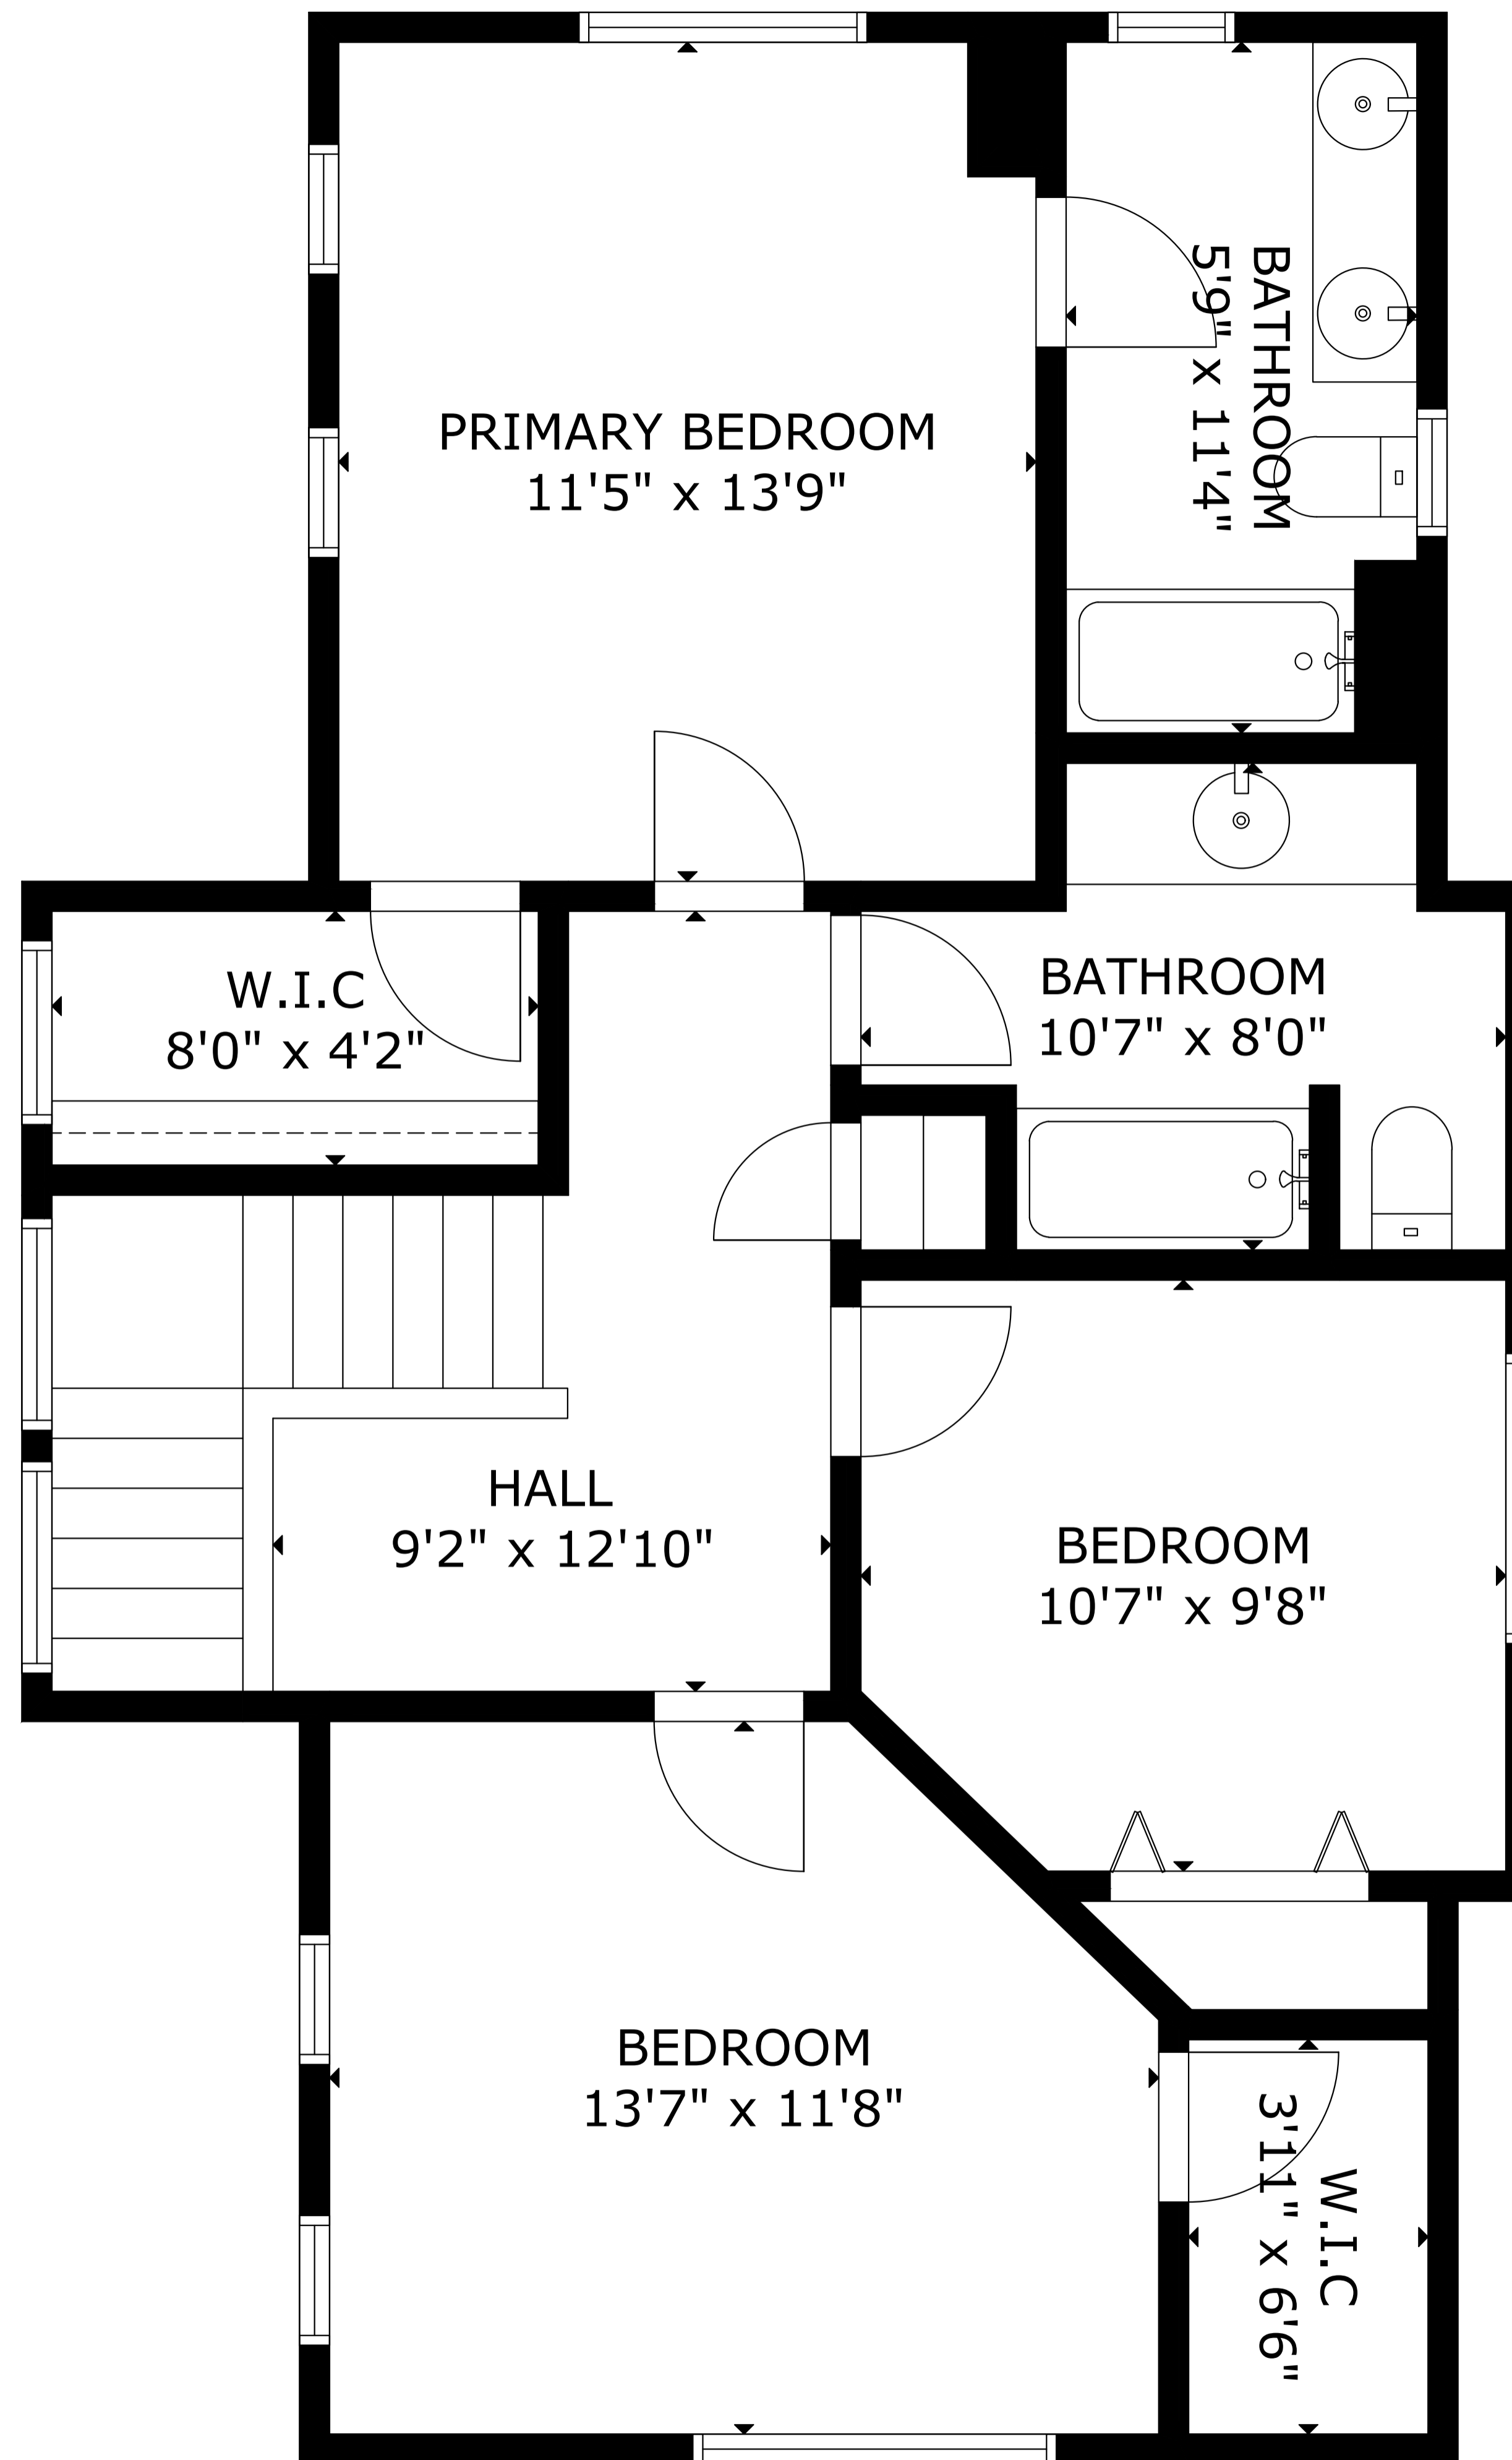 BATHROOM
5'9" x 11'4"
PRIMARY BEDROOM
11'5" x 13'9"
W.I.C
8'0" x 4'2"
BATHROOM
10'7" x 8'0"
HALL
9'2" x 12'10"
BEDROOM
10'7" x 9'8"
BEDROOM
13'7" x 11'8"
W.I.C
3'11" x 6'6"